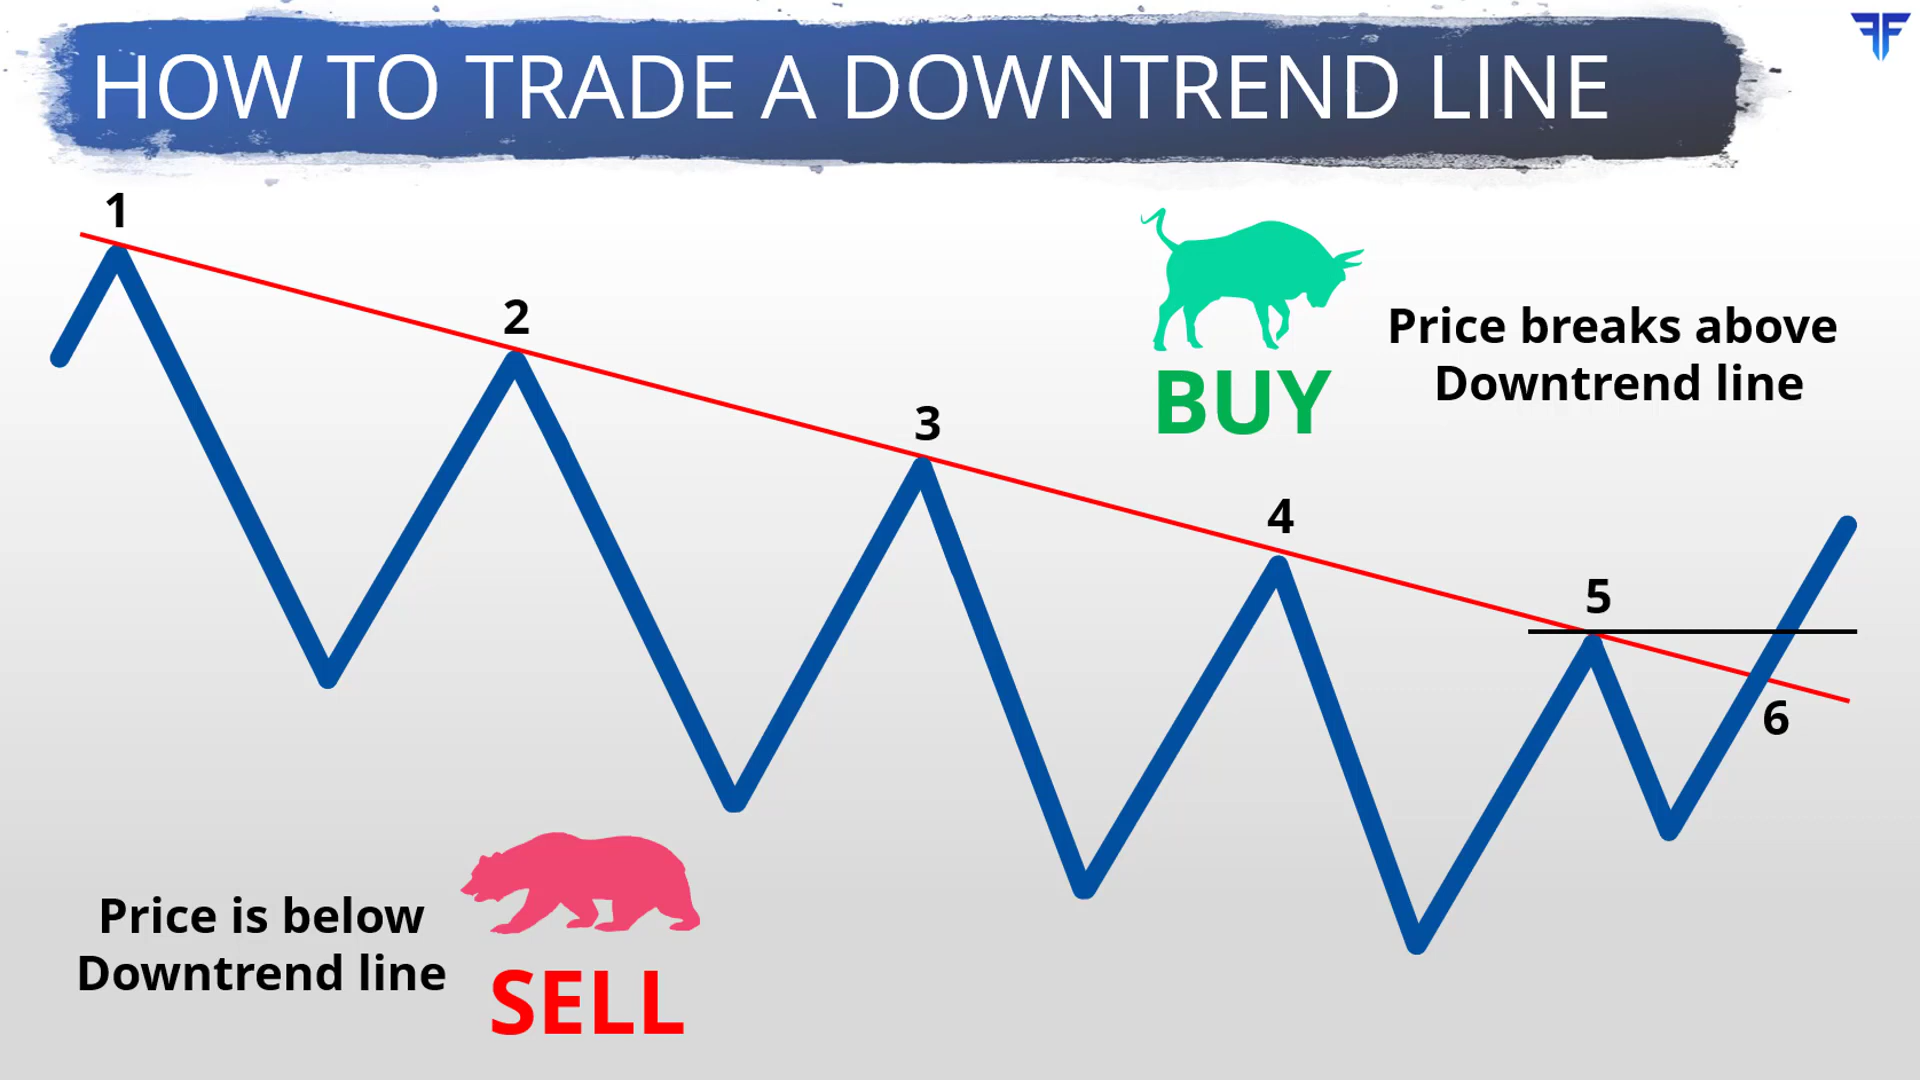 HOW TO TRADE A DOWNTREND LINE
1
2
3
4
5
6
BUY
Price breaks above
Downtrend line
Price is below
Downtrend line
SELL